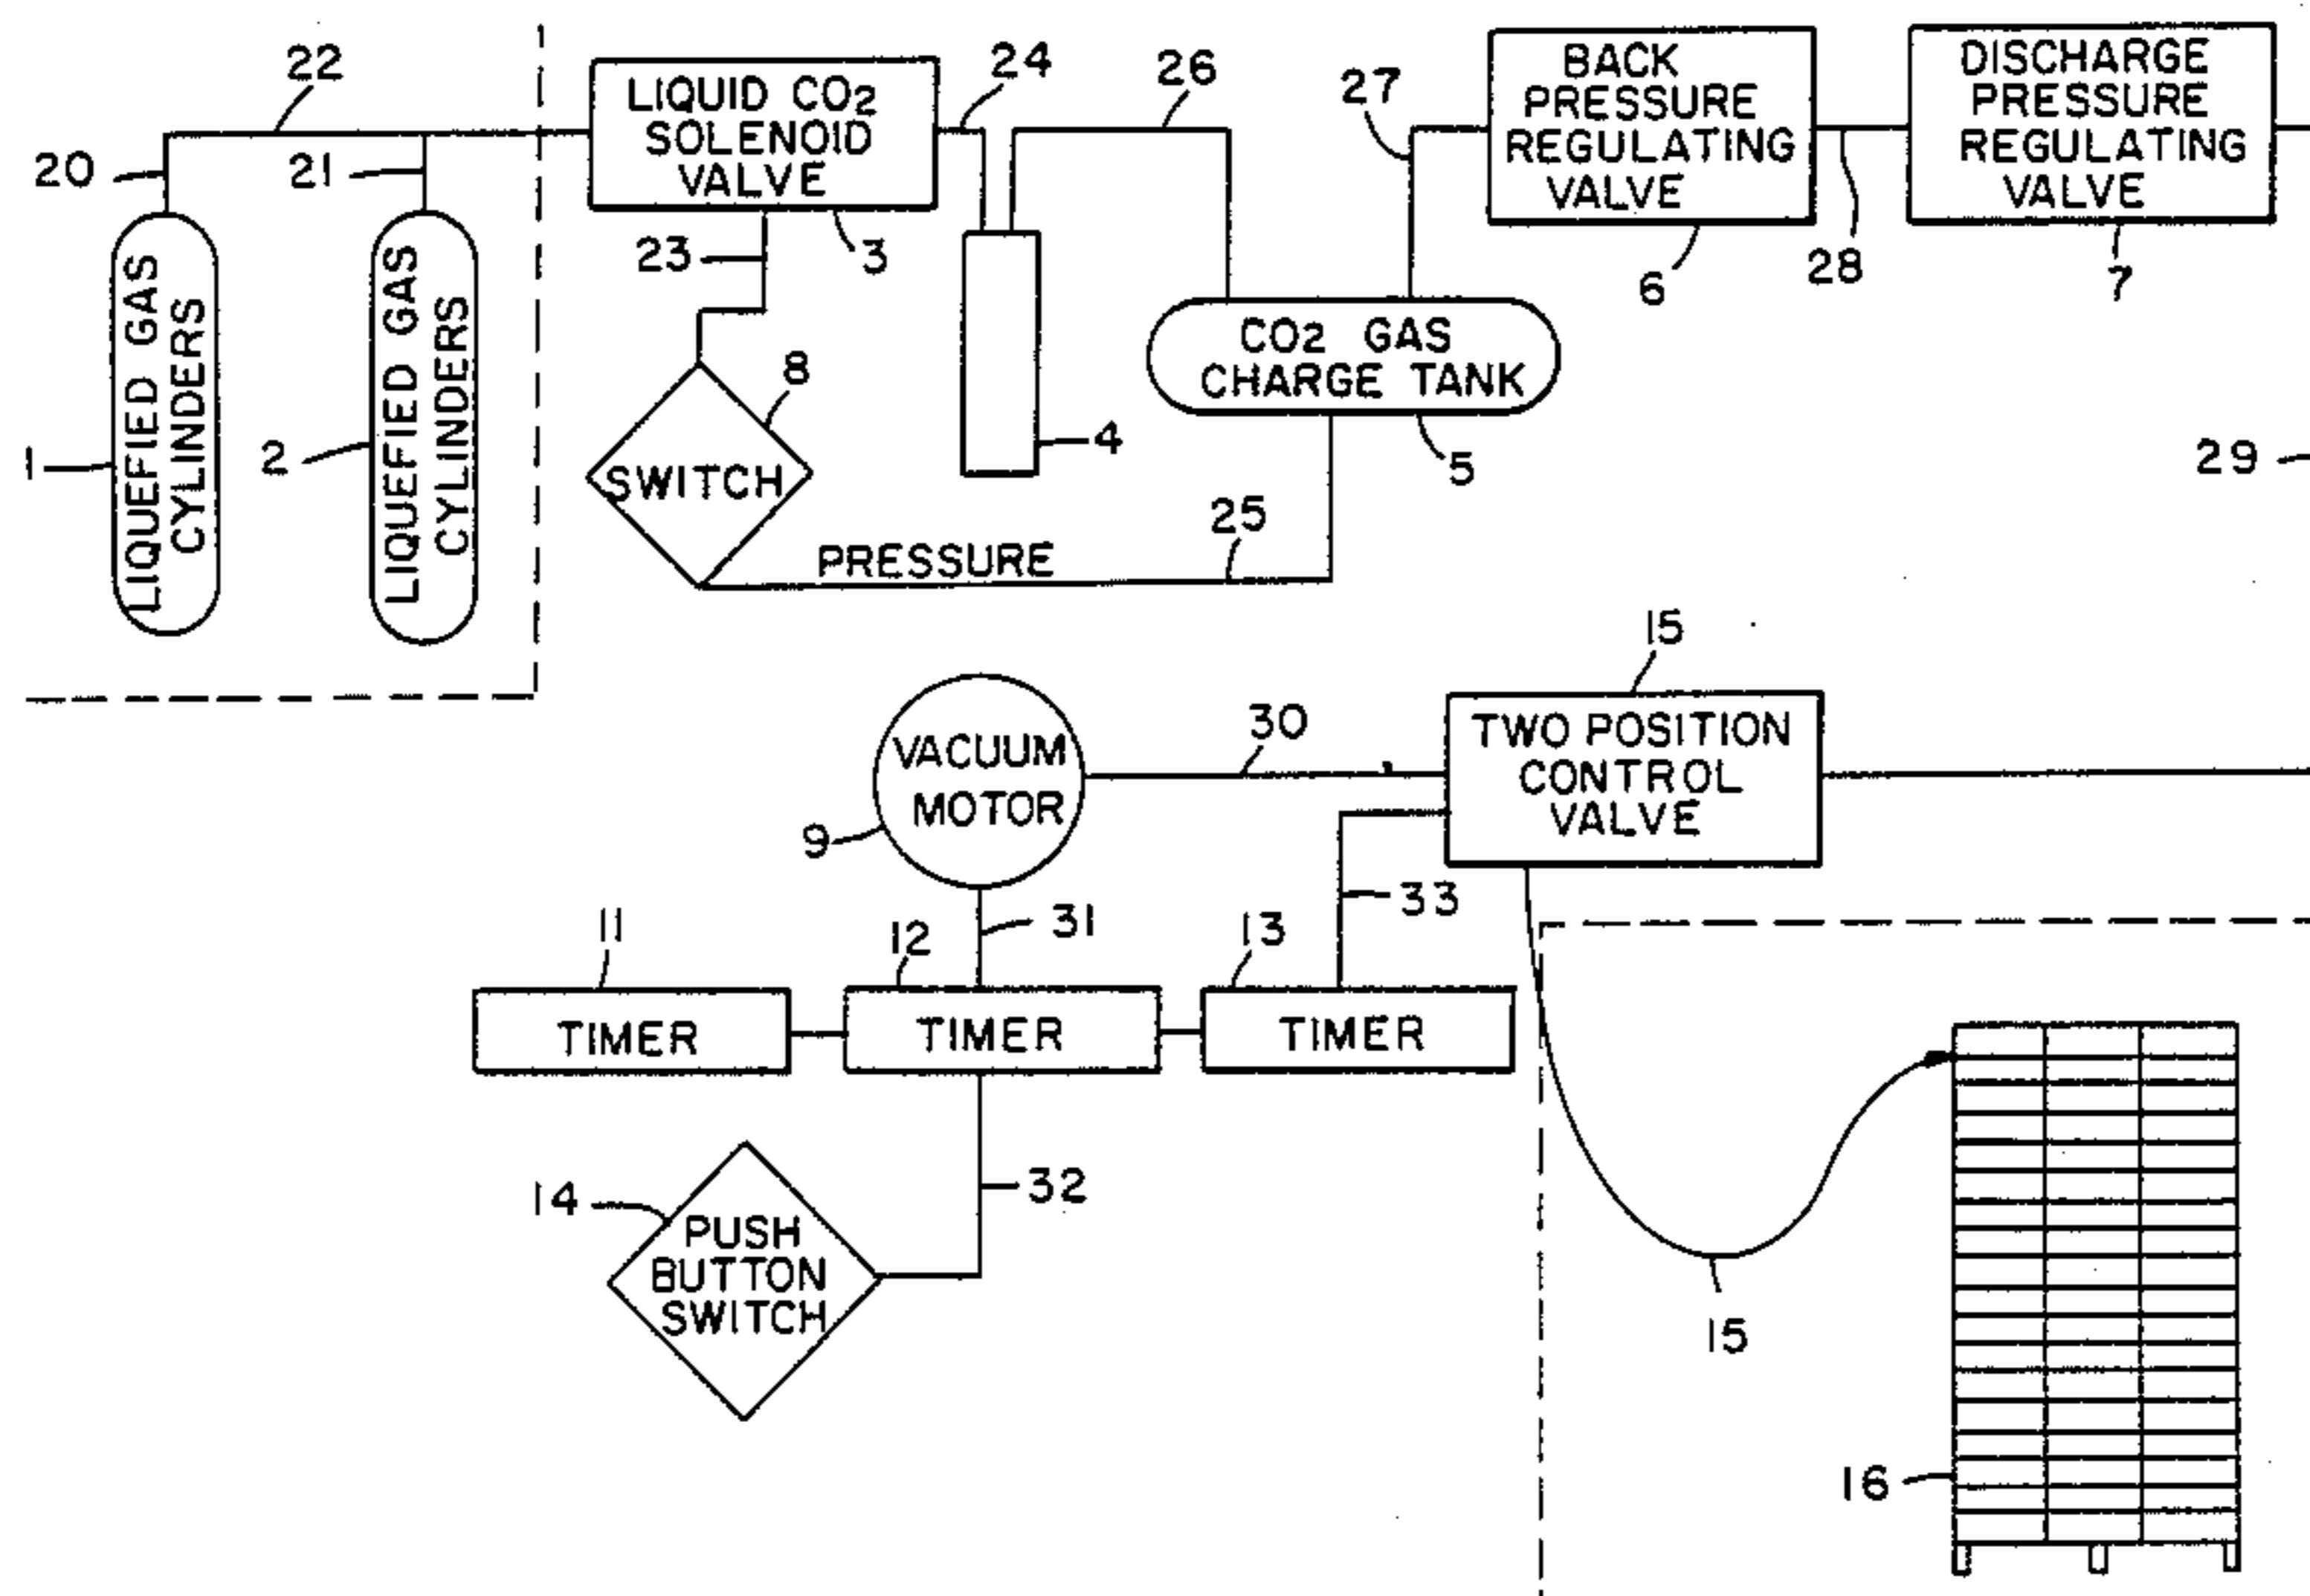 22
20
21
LIQUEFIED GAS
CYLINDERS
1
LIQUEFIED GAS
CYLINDERS
2
LIQUID CO2
SOLENOID
VALVE
3
23
24
26
27
4
8
SWITCH
PRESSURE
25
CO2 GAS
CHARGE TANK
5
BACK
PRESSURE
REGULATING
VALVE
6
28
DISCHARGE
PRESSURE
REGULATING
VALVE
7
29
VACUUM
MOTOR
9
30
15
TWO POSITION
CONTROL
VALVE
31
33
11
TIMER
12
TIMER
13
TIMER
14
PUSH
BUTTON
SWITCH
32
15
16